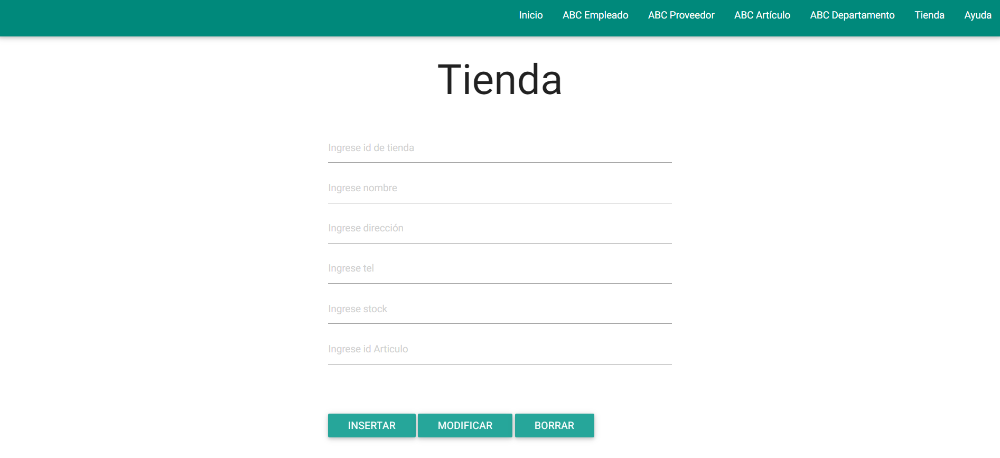 Inicio ABC Empleado ABC Proveedor ABC Artículo ABC Departamento Tienda Ayuda
Tienda
Ingrese id de tienda
Ingrese nombre
Ingrese dirección
Ingrese tel
Ingrese stock
Ingrese id Articulo
INSERTAR MODIFICAR BORRAR